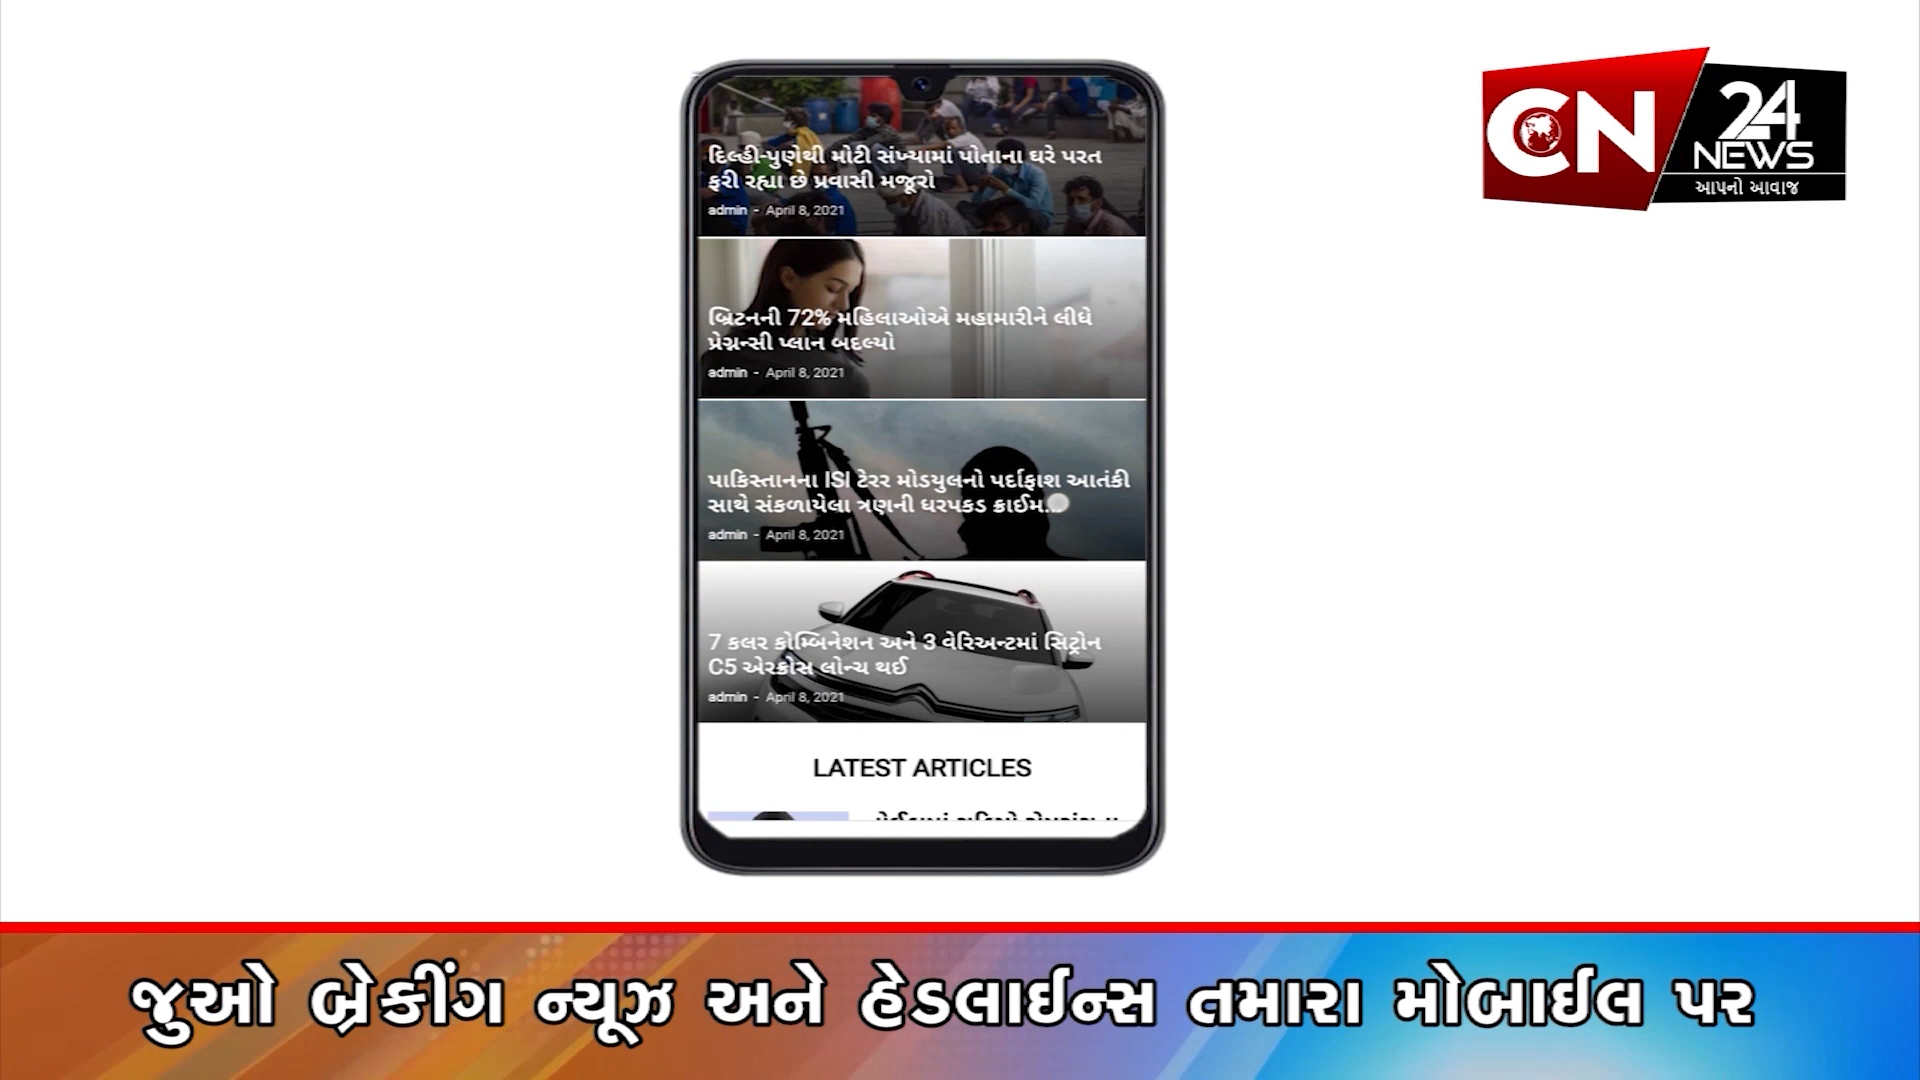 CN
24
NEWS
આપનો આવાજ
દિલ્હી-પુણેથી મોટી સંખ્યામાં પોતાના ઘરે પરત
ફરી રહ્યા છે પ્રવાસી મજૂરો
admin - April 8, 2021
બ્રિટનની 72% મહિલાઓએ મહામારીને લીધે
પ્રેગ્નન્સી પ્લાન બદલ્યો
admin - April 8, 2021
પાકિસ્તાનના ISI ટેરર મોડયુલનો પર્દાફાશ આતંકી
સાથે સંકળાયેલા ત્રણની ધરપકડ ક્રાઈમ...
admin - April 8, 2021
7 કલર કોમ્બિનેશન અને 3 વેરિઅન્ટમાં સિટ્રોન
C5 એરક્રોસ લોન્ચ થઈ
admin - April 8, 2021
LATEST ARTICLES
જુઓ બ્રેકીંગ ન્યૂઝ અને હેડલાઈન્સ તમારા મોબાઈલ પર